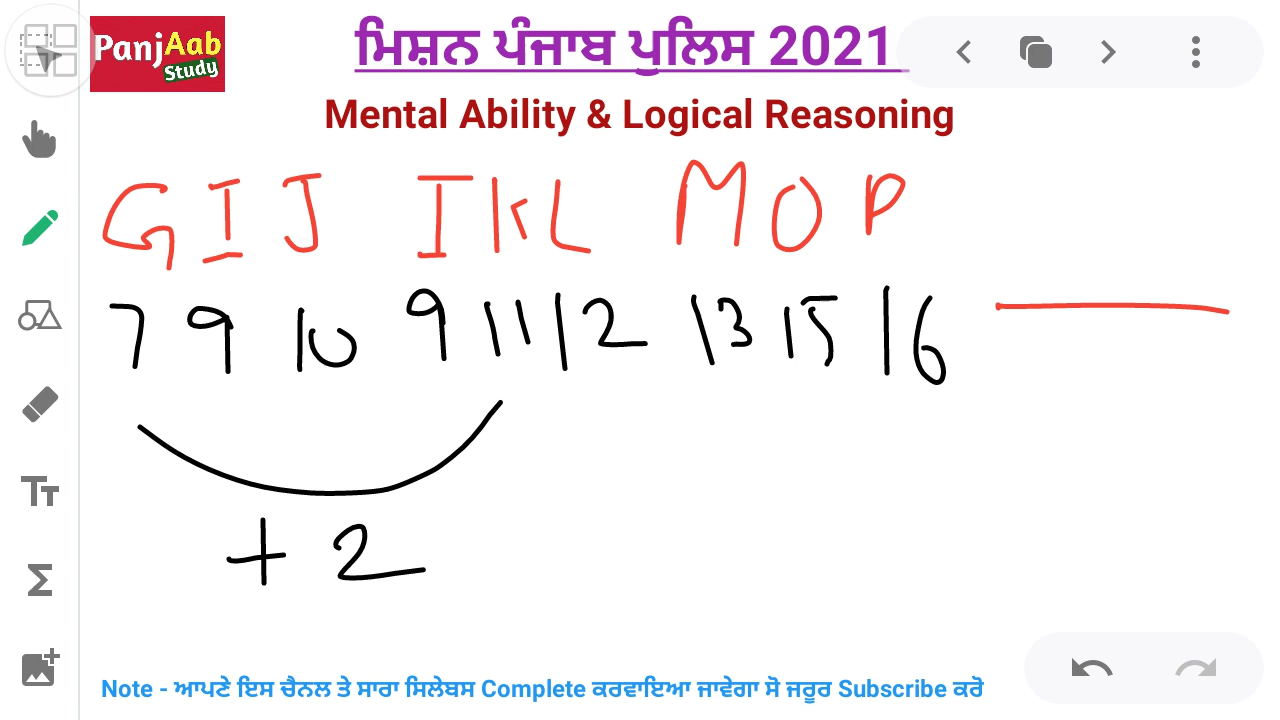 PanjAab
Study
ਮਿਸ਼ਨ ਪੰਜਾਬ ਪੁਲਿਸ 2021
Mental Ability & Logical Reasoning
G I J I K L M O P
7 9 10 9 11 12 13 15 16
+ 2
Tт
Σ
Note - ਆਪਣੇ ਇਸ ਚੈਨਲ ਤੇ ਸਾਰਾ ਸਿਲੇਬਸ Complete ਕਰਵਾਇਆ ਜਾਵੇਗਾ ਸੋ ਜਰੂਰ Subscribe ਕਰੋ